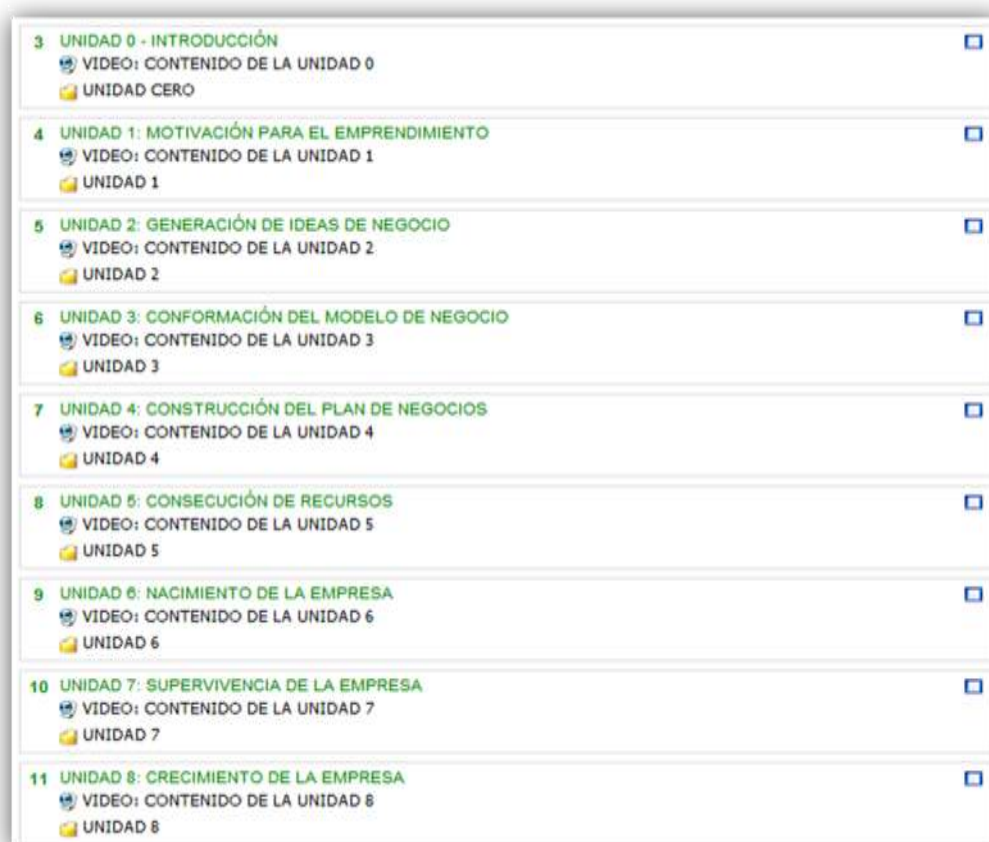 3 UNIDAD 0 - INTRODUCCIÓN
VIDEO: CONTENIDO DE LA UNIDAD 0
UNIDAD CERO
4 UNIDAD 1: MOTIVACIÓN PARA EL EMPRENDIMIENTO
VIDEO: CONTENIDO DE LA UNIDAD 1
UNIDAD 1
5 UNIDAD 2: GENERACIÓN DE IDEAS DE NEGOCIO
VIDEO: CONTENIDO DE LA UNIDAD 2
UNIDAD 2
6 UNIDAD 3: CONFORMACIÓN DEL MODELO DE NEGOCIO
VIDEO: CONTENIDO DE LA UNIDAD 3
UNIDAD 3
7 UNIDAD 4: CONSTRUCCIÓN DEL PLAN DE NEGOCIOS
VIDEO: CONTENIDO DE LA UNIDAD 4
UNIDAD 4
8 UNIDAD 5: CONSECUCIÓN DE RECURSOS
VIDEO: CONTENIDO DE LA UNIDAD 5
UNIDAD 5
9 UNIDAD 6: NACIMIENTO DE LA EMPRESA
VIDEO: CONTENIDO DE LA UNIDAD 6
UNIDAD 6
10 UNIDAD 7: SUPERVIVENCIA DE LA EMPRESA
VIDEO: CONTENIDO DE LA UNIDAD 7
UNIDAD 7
11 UNIDAD 8: CRECIMIENTO DE LA EMPRESA
VIDEO: CONTENIDO DE LA UNIDAD 8
UNIDAD 8